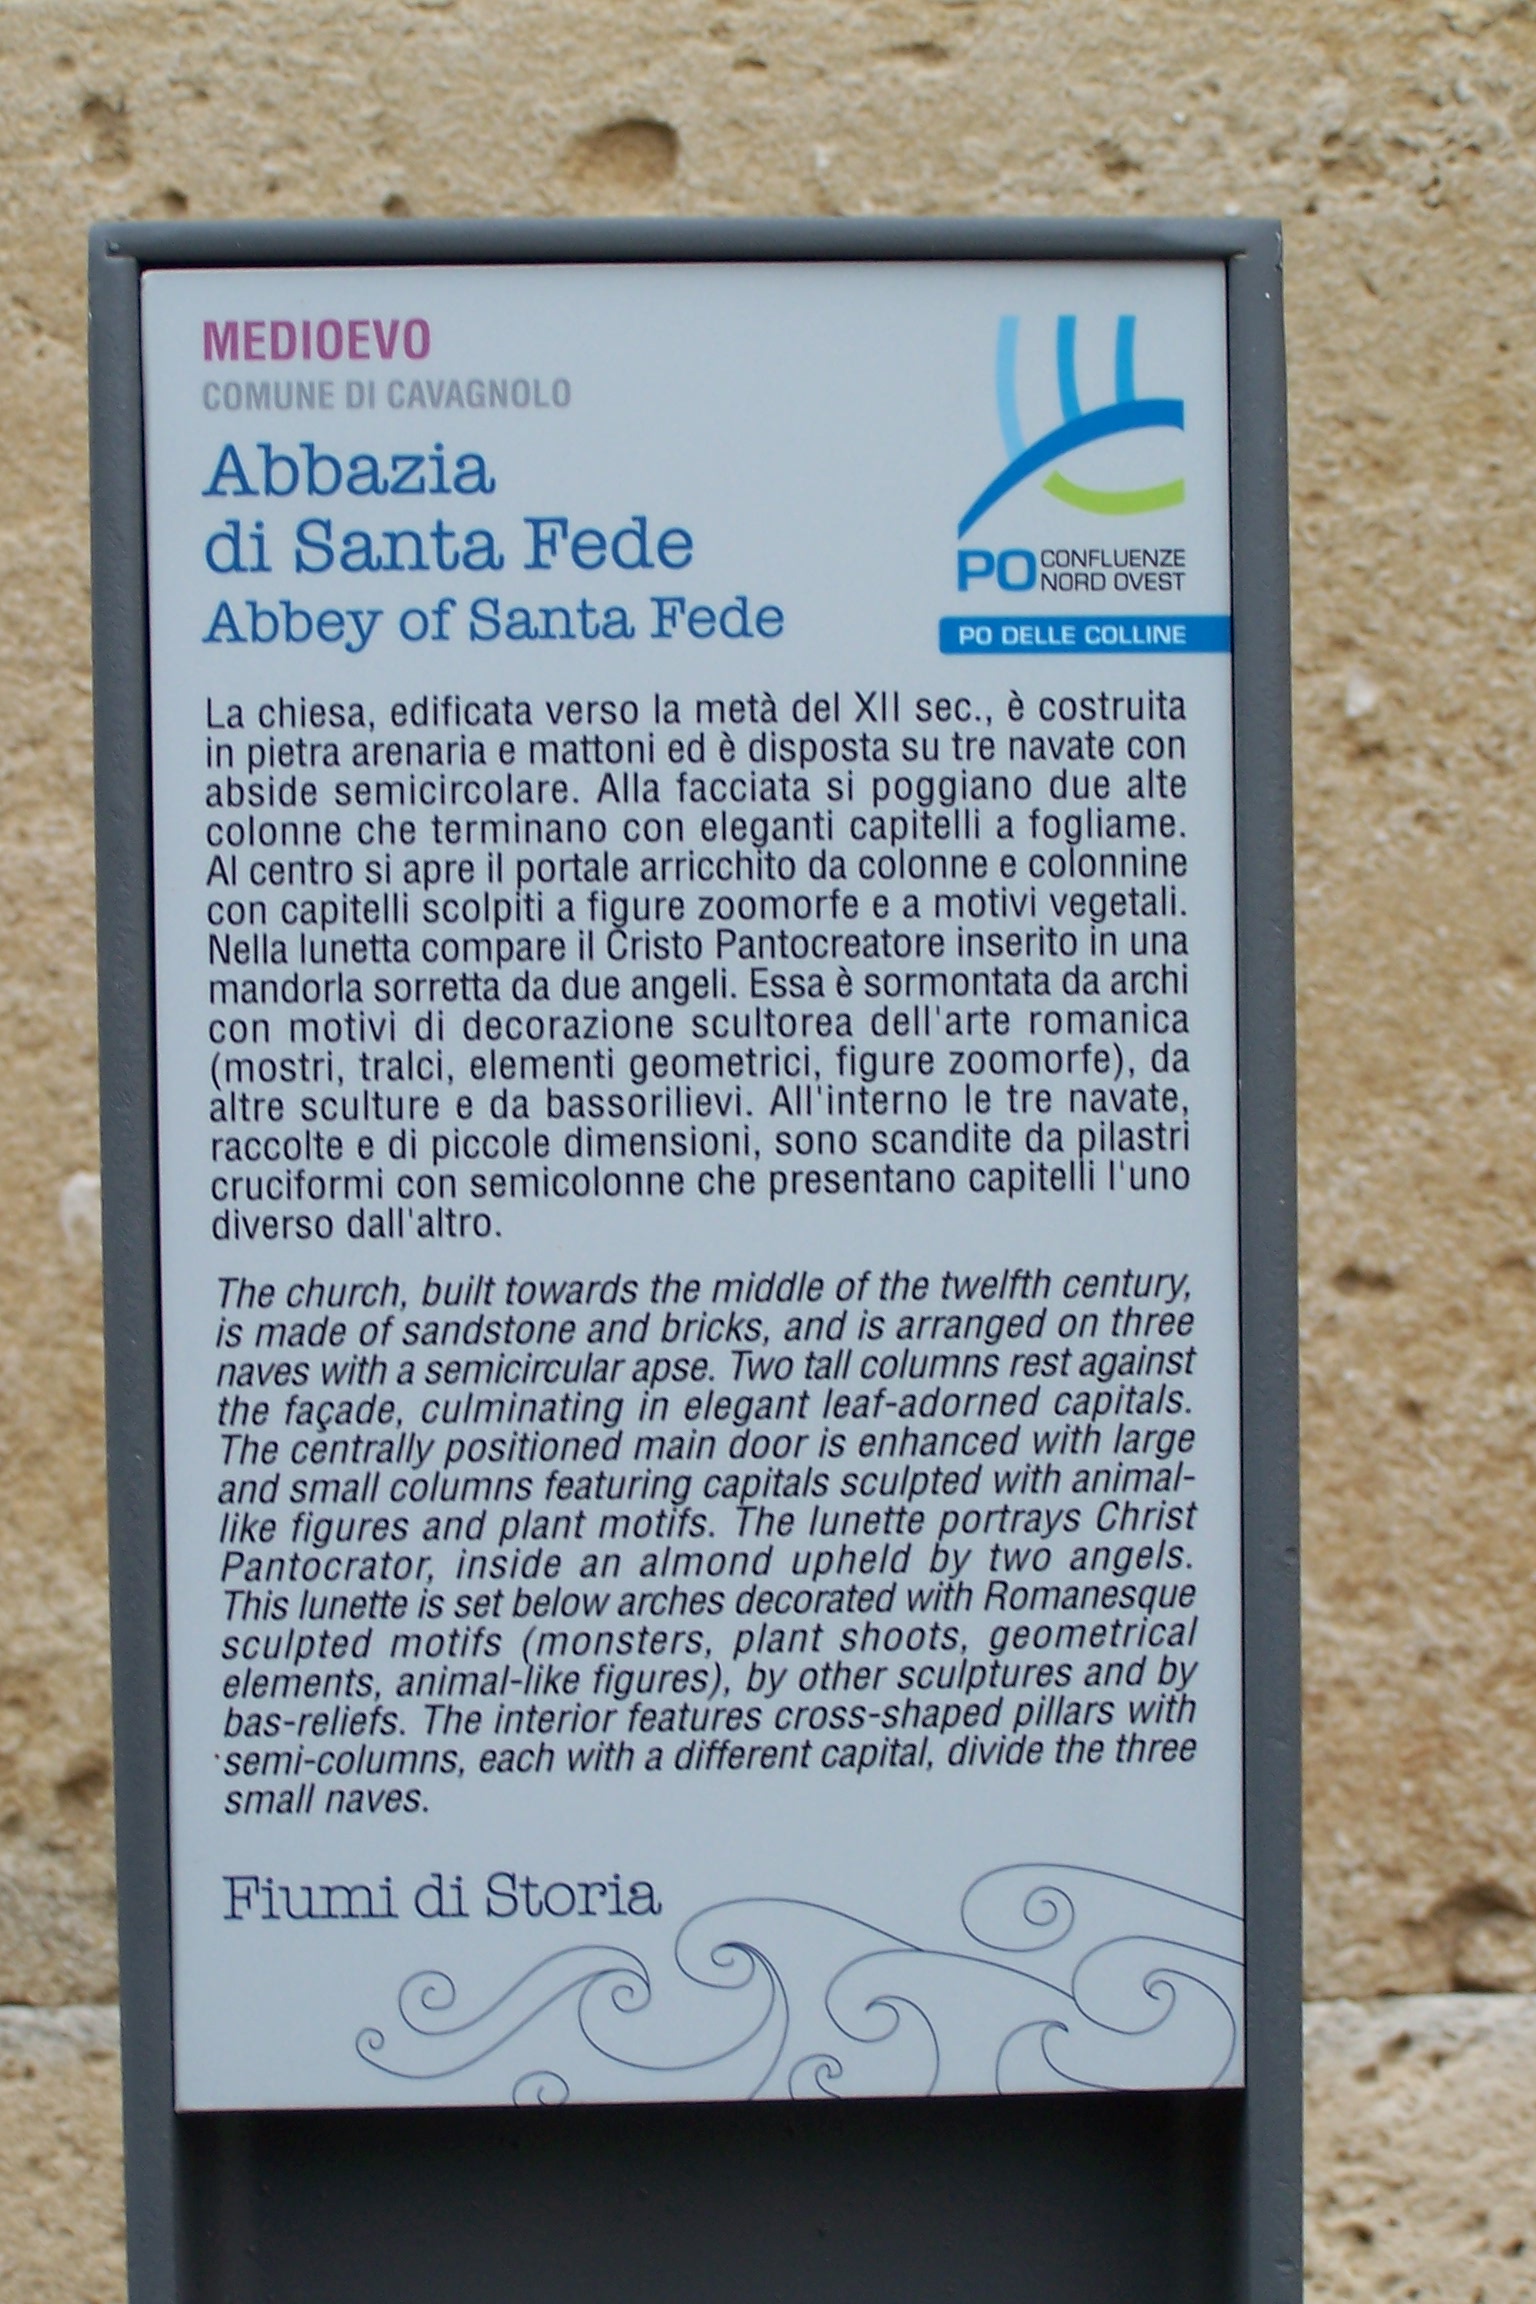 MEDIOEVO
COMUNE DI CAVAGNOLO
Abbazia
di Santa Fede
Abbey of Santa Fede
PO CONFLUENZE
NORD OVEST
PO DELLE COLLINE
La chiesa, edificata verso la metà del XII sec., è costruita
in pietra arenaria e mattoni ed è disposta su tre navate con
abside semicircolare. Alla facciata si poggiano due alte
colonne che terminano con eleganti capitelli a fogliame.
Al centro si apre il portale arricchito da colonne e colonnine
con capitelli scolpiti a figure zoomorfe e a motivi vegetali.
Nella lunetta compare il Cristo Pantocreatore inserito in una
mandorla sorretta da due angeli. Essa è sormontata da archi
con motivi di decorazione scultorea dell'arte romanica
(mostri, tralci, elementi geometrici, figure zoomorfe), da
altre sculture e da bassorilievi. All'interno le tre navate,
raccolte e di piccole dimensioni, sono scandite da pilastri
cruciformi con semicolonne che presentano capitelli l'uno
diverso dall'altro.
The church, built towards the middle of the twelfth century,
is made of sandstone and bricks, and is arranged on three
naves with a semicircular apse. Two tall columns rest against
the façade, culminating in elegant leaf-adorned capitals.
The centrally positioned main door is enhanced with large
and small columns featuring capitals sculpted with animal-
like figures and plant motifs. The lunette portrays Christ
Pantocrator, inside an almond upheld by two angels.
This lunette is set below arches decorated with Romanesque
sculpted motifs (monsters, plant shoots, geometrical
elements, animal-like figures), by other sculptures and by
bas-reliefs. The interior features cross-shaped pillars with
semi-columns, each with a different capital, divide the three
small naves.
Fiumi di Storia